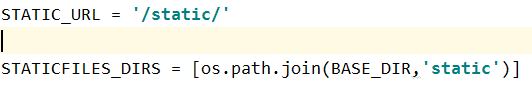 STATIC_URL = '/static/'
STATICFILES_DIRS = [os.path.join(BASE_DIR,'static')]